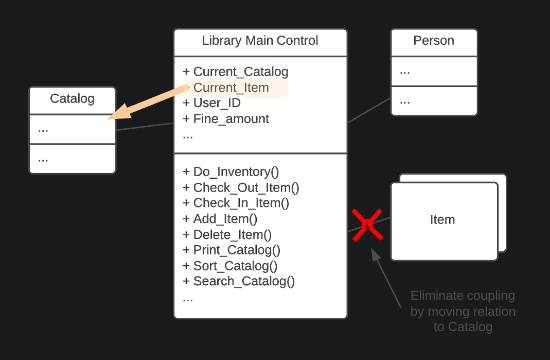 Library Main Control
+ Current_Catalog
+ Current_Item
+ User_ID
+ Fine_amount
...
+ Do_Inventory()
+ Check_Out_Item()
+ Check_In_Item()
+ Add_Item()
+ Delete_Item()
+ Print_Catalog()
+ Sort_Catalog()
+ Search_Catalog()
...
Catalog
...
...
Person
...
...
Item
Eliminate coupling
by moving relation
to Catalog